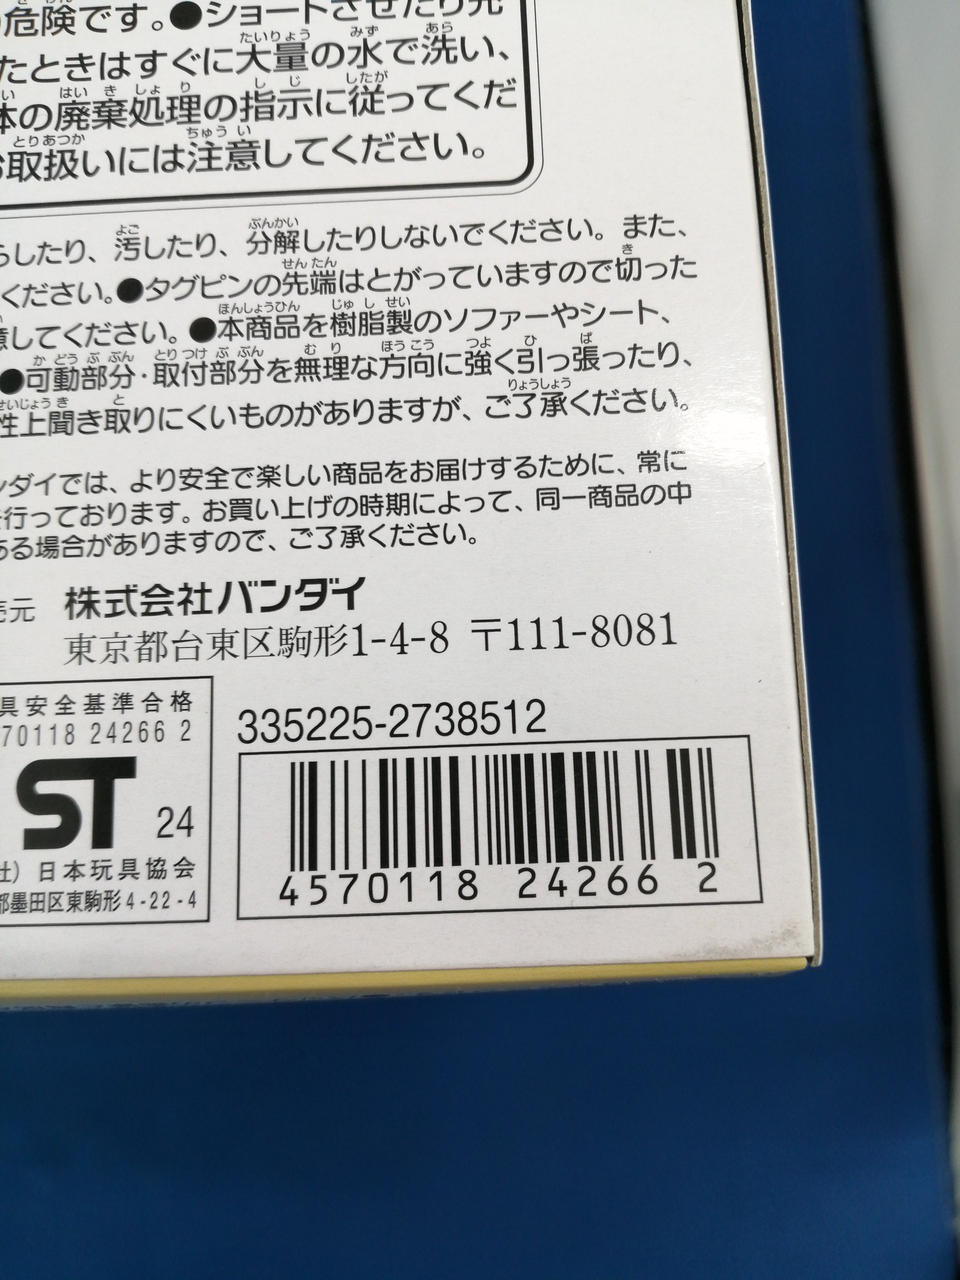 危険です。●ショートさせたり充
たときはすぐに大量の水で洗い、
体の廃棄処理の指示に従ってくだ
取扱いには注意してください。
らしたり、汚したり、分解したりしないでください。また、
ください。●タグピンの先端はとがっていますので切った
意してください。●本商品を樹脂製のソファーやシート、
●可動部分・取付部分を無理な方向に強く引っ張ったり、
性上聞き取りにくいものがありますが、ご了承ください。
ンダイでは、より安全で楽しい商品をお届けするために、常に
を行っております。お買い上げの時期によって、同一商品の中
ある場合がありますので、ご了承ください。
売元 株式会社バンダイ
東京都台東区駒形1-4-8 〒111-8081
具安全基準合格
70118 24266 2
ST 24
社) 日本玩具協会
都墨田区東駒形4-22-4
335225-2738512
4570118 24266 2